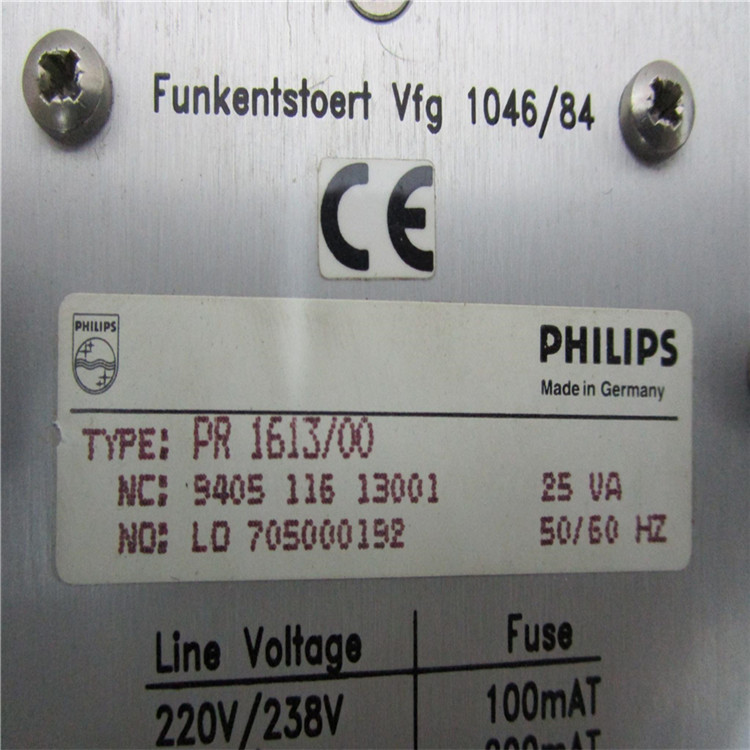 Funkentstoert Vfg 1046/84
CE
PHILIPS
PHILIPS
Made in Germany
TYPE: PR 1613/00
NC: 9405 116 13001 25 VA
NO: LO 705000192 50/60 HZ
Line Voltage Fuse
220V/238V 100mAT